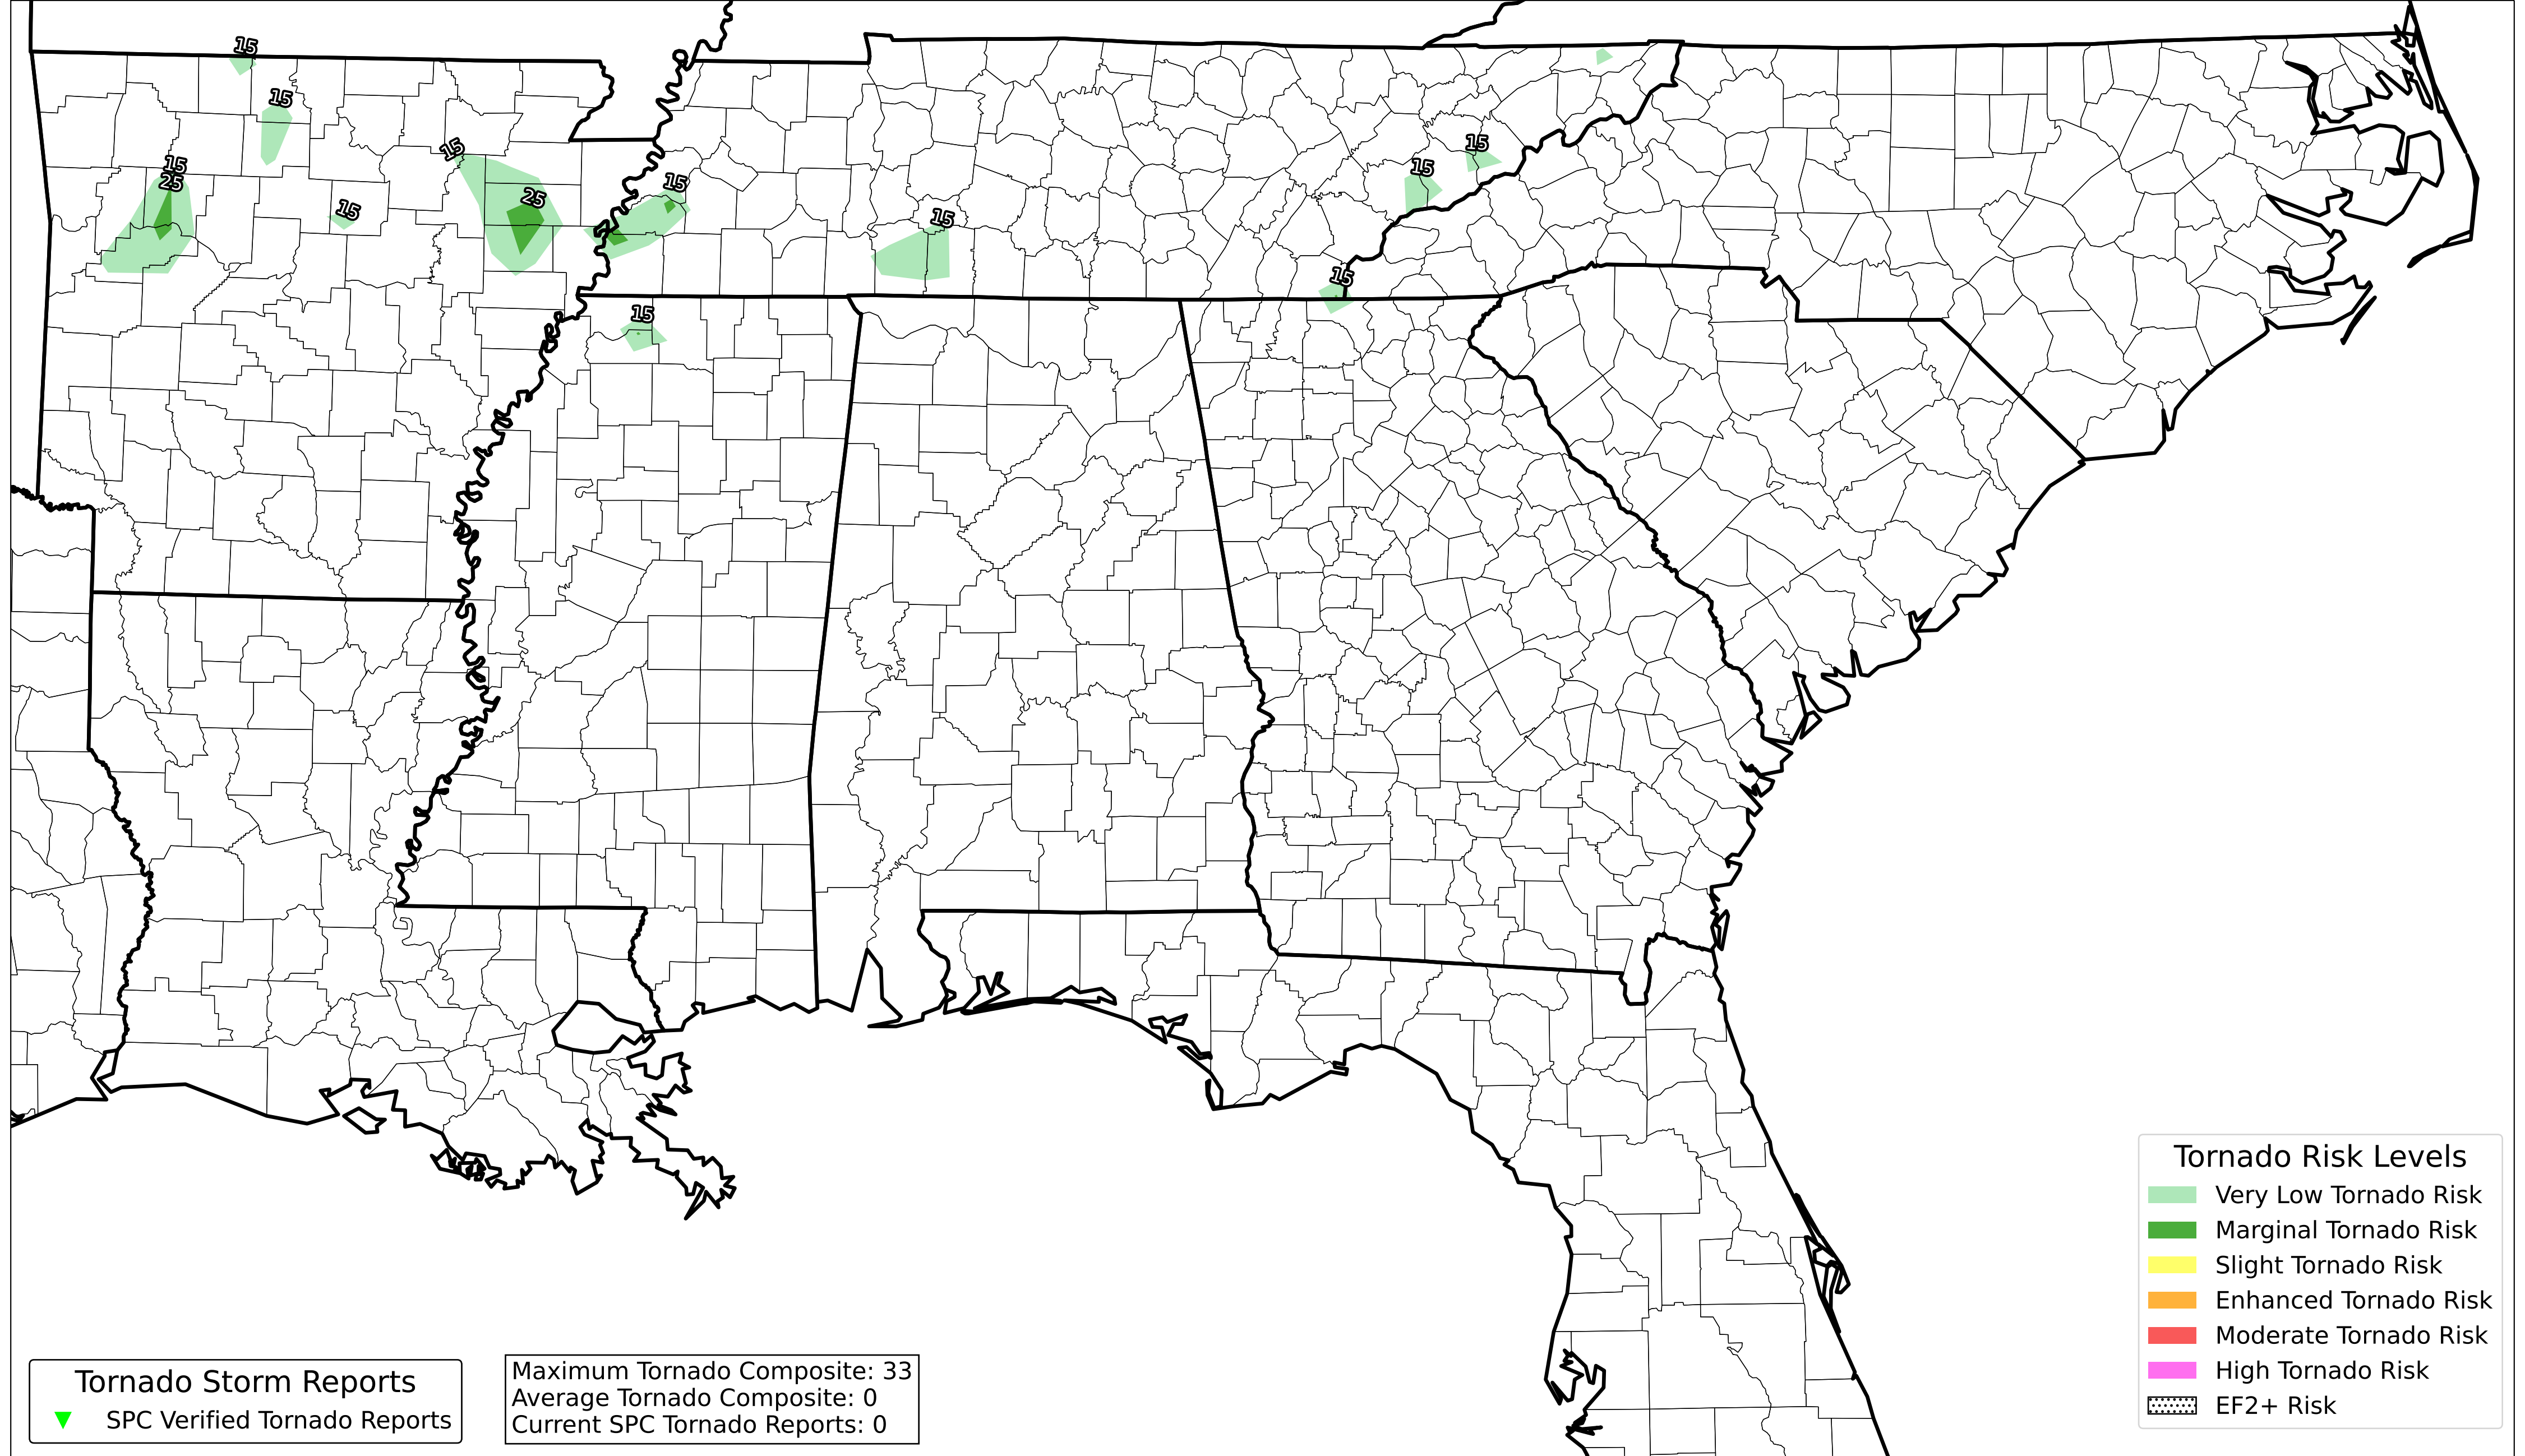 15
15
15
15
25
15
25
15
15
15
15
15
15
15
Tornado Risk Levels
Very Low Tornado Risk
Marginal Tornado Risk
Slight Tornado Risk
Enhanced Tornado Risk
Moderate Tornado Risk
High Tornado Risk
EF2+ Risk
Tornado Storm Reports
SPC Verified Tornado Reports
Maximum Tornado Composite: 33
Average Tornado Composite: 0
Current SPC Tornado Reports: 0